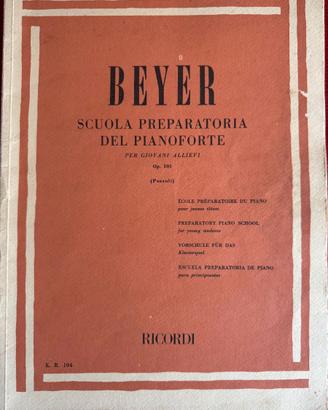 BEYER
SCUOLA PREPARATORIA
DEL PIANOFORTE
PER GIOVANI ALLIEVI
Op. 101
(Pozzoli)
ÉCOLE PRÉPARATOIRE DU PIANO
pour jeunes élèves
PREPARATORY PIANO SCHOOL
for young students
VORSCHULE FÜR DAS
Klavierspiel
ESCUELA PREPARATORIA DE PIANO
para principiantes
RICORDI
E. R. 104